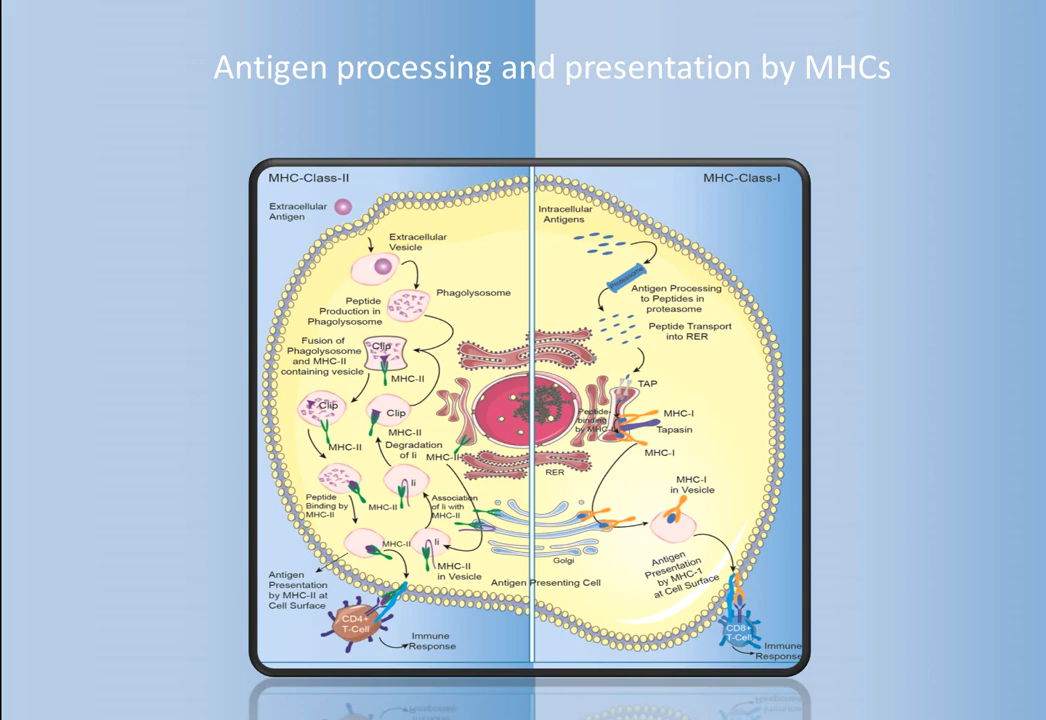 Antigen processing and presentation by MHCs
MHC-Class-II
Extracellular
Antigen
Extracellular
Vesicle
Phagolysosome
Peptide
Production in
Phagolysosome
Fusion of
Phagolysosome
and MHC-II
containing vesicle
Clip
MHC-II
Clip
MHC-II
Clip
MHC-II
Degradation
of Ii
MHC-II
Peptide
Binding by
MHC-II
Ii
MHC-II
Association
of Ii with
MHC-II
MHC-II
Ii
MHC-II
in Vesicle
Antigen
Presentation
by MHC-II at
Cell Surface
CD4+
T-Cell
Immune
Response
MHC-Class-I
Intracellular
Antigens
Proteasome
Antigen Processing
to Peptides in
proteasome
Peptide Transport
into RER
TAP
Peptide-
binding
by MHC-I
MHC-I
Tapasin
MHC-I
RER
MHC-I
in Vesicle
Golgi
Antigen
Presentation
by MHC-1
at Cell Surface
Antigen Presenting Cell
CD8+
T-Cell
Immune
Response